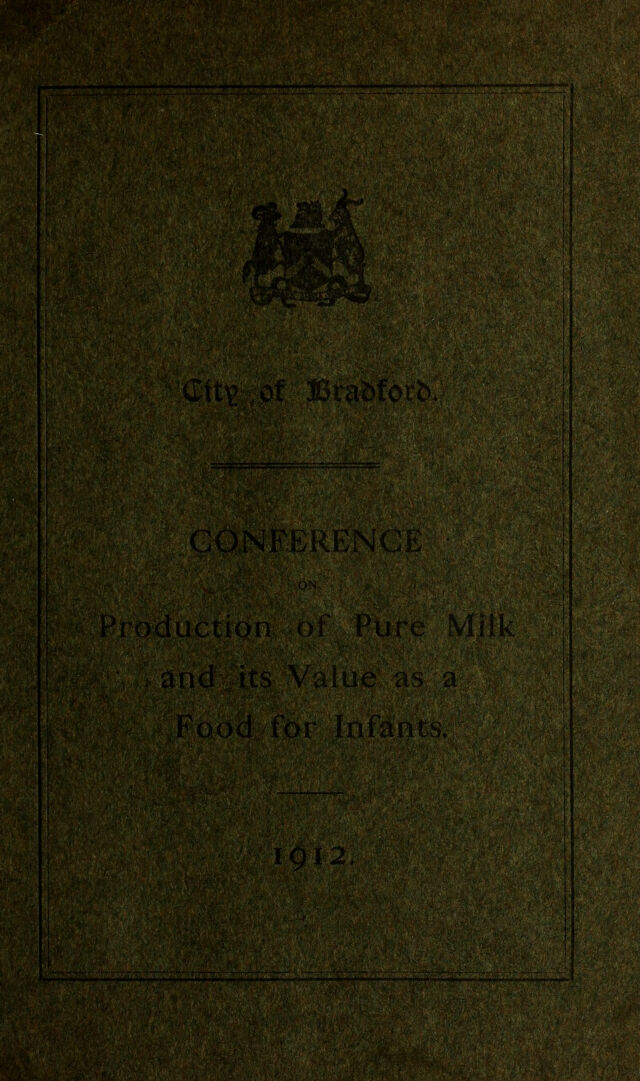 City of Bradford.
CONFERENCE
ON
Production of Pure Milk
and its Value as a
Food for Infants.
1912.